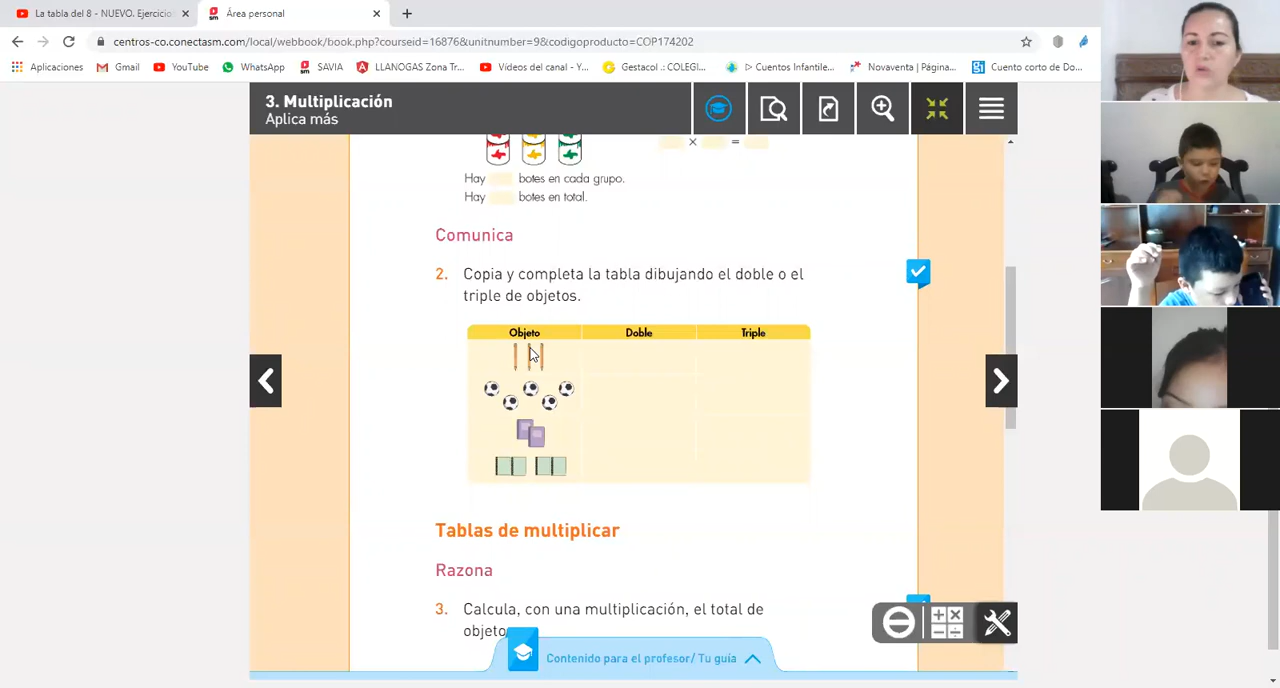 La tabla del 8 - NUEVO. Ejercicio
Área personal
centros-co.conectasm.com/local/webbook/book.php?courseid=16876&unitnumber=9&codigoproducto=COP174202
Aplicaciones Gmail YouTube WhatsApp SAVIA LLANOGAS Zona Tr... Vídeos del canal - Y... Gestacol .: COLEGI... Cuentos Infantile... Novaventa | Página... Cuento corto de Do...
3. Multiplicación
Aplica más
× =
Hay botes en cada grupo.
Hay botes en total.
Comunica
2. Copia y completa la tabla dibujando el doble o el
triple de objetos.
Objeto Doble Triple
Tablas de multiplicar
Razona
3. Calcula, con una multiplicación, el total de
objeto
Contenido para el profesor/ Tu guía